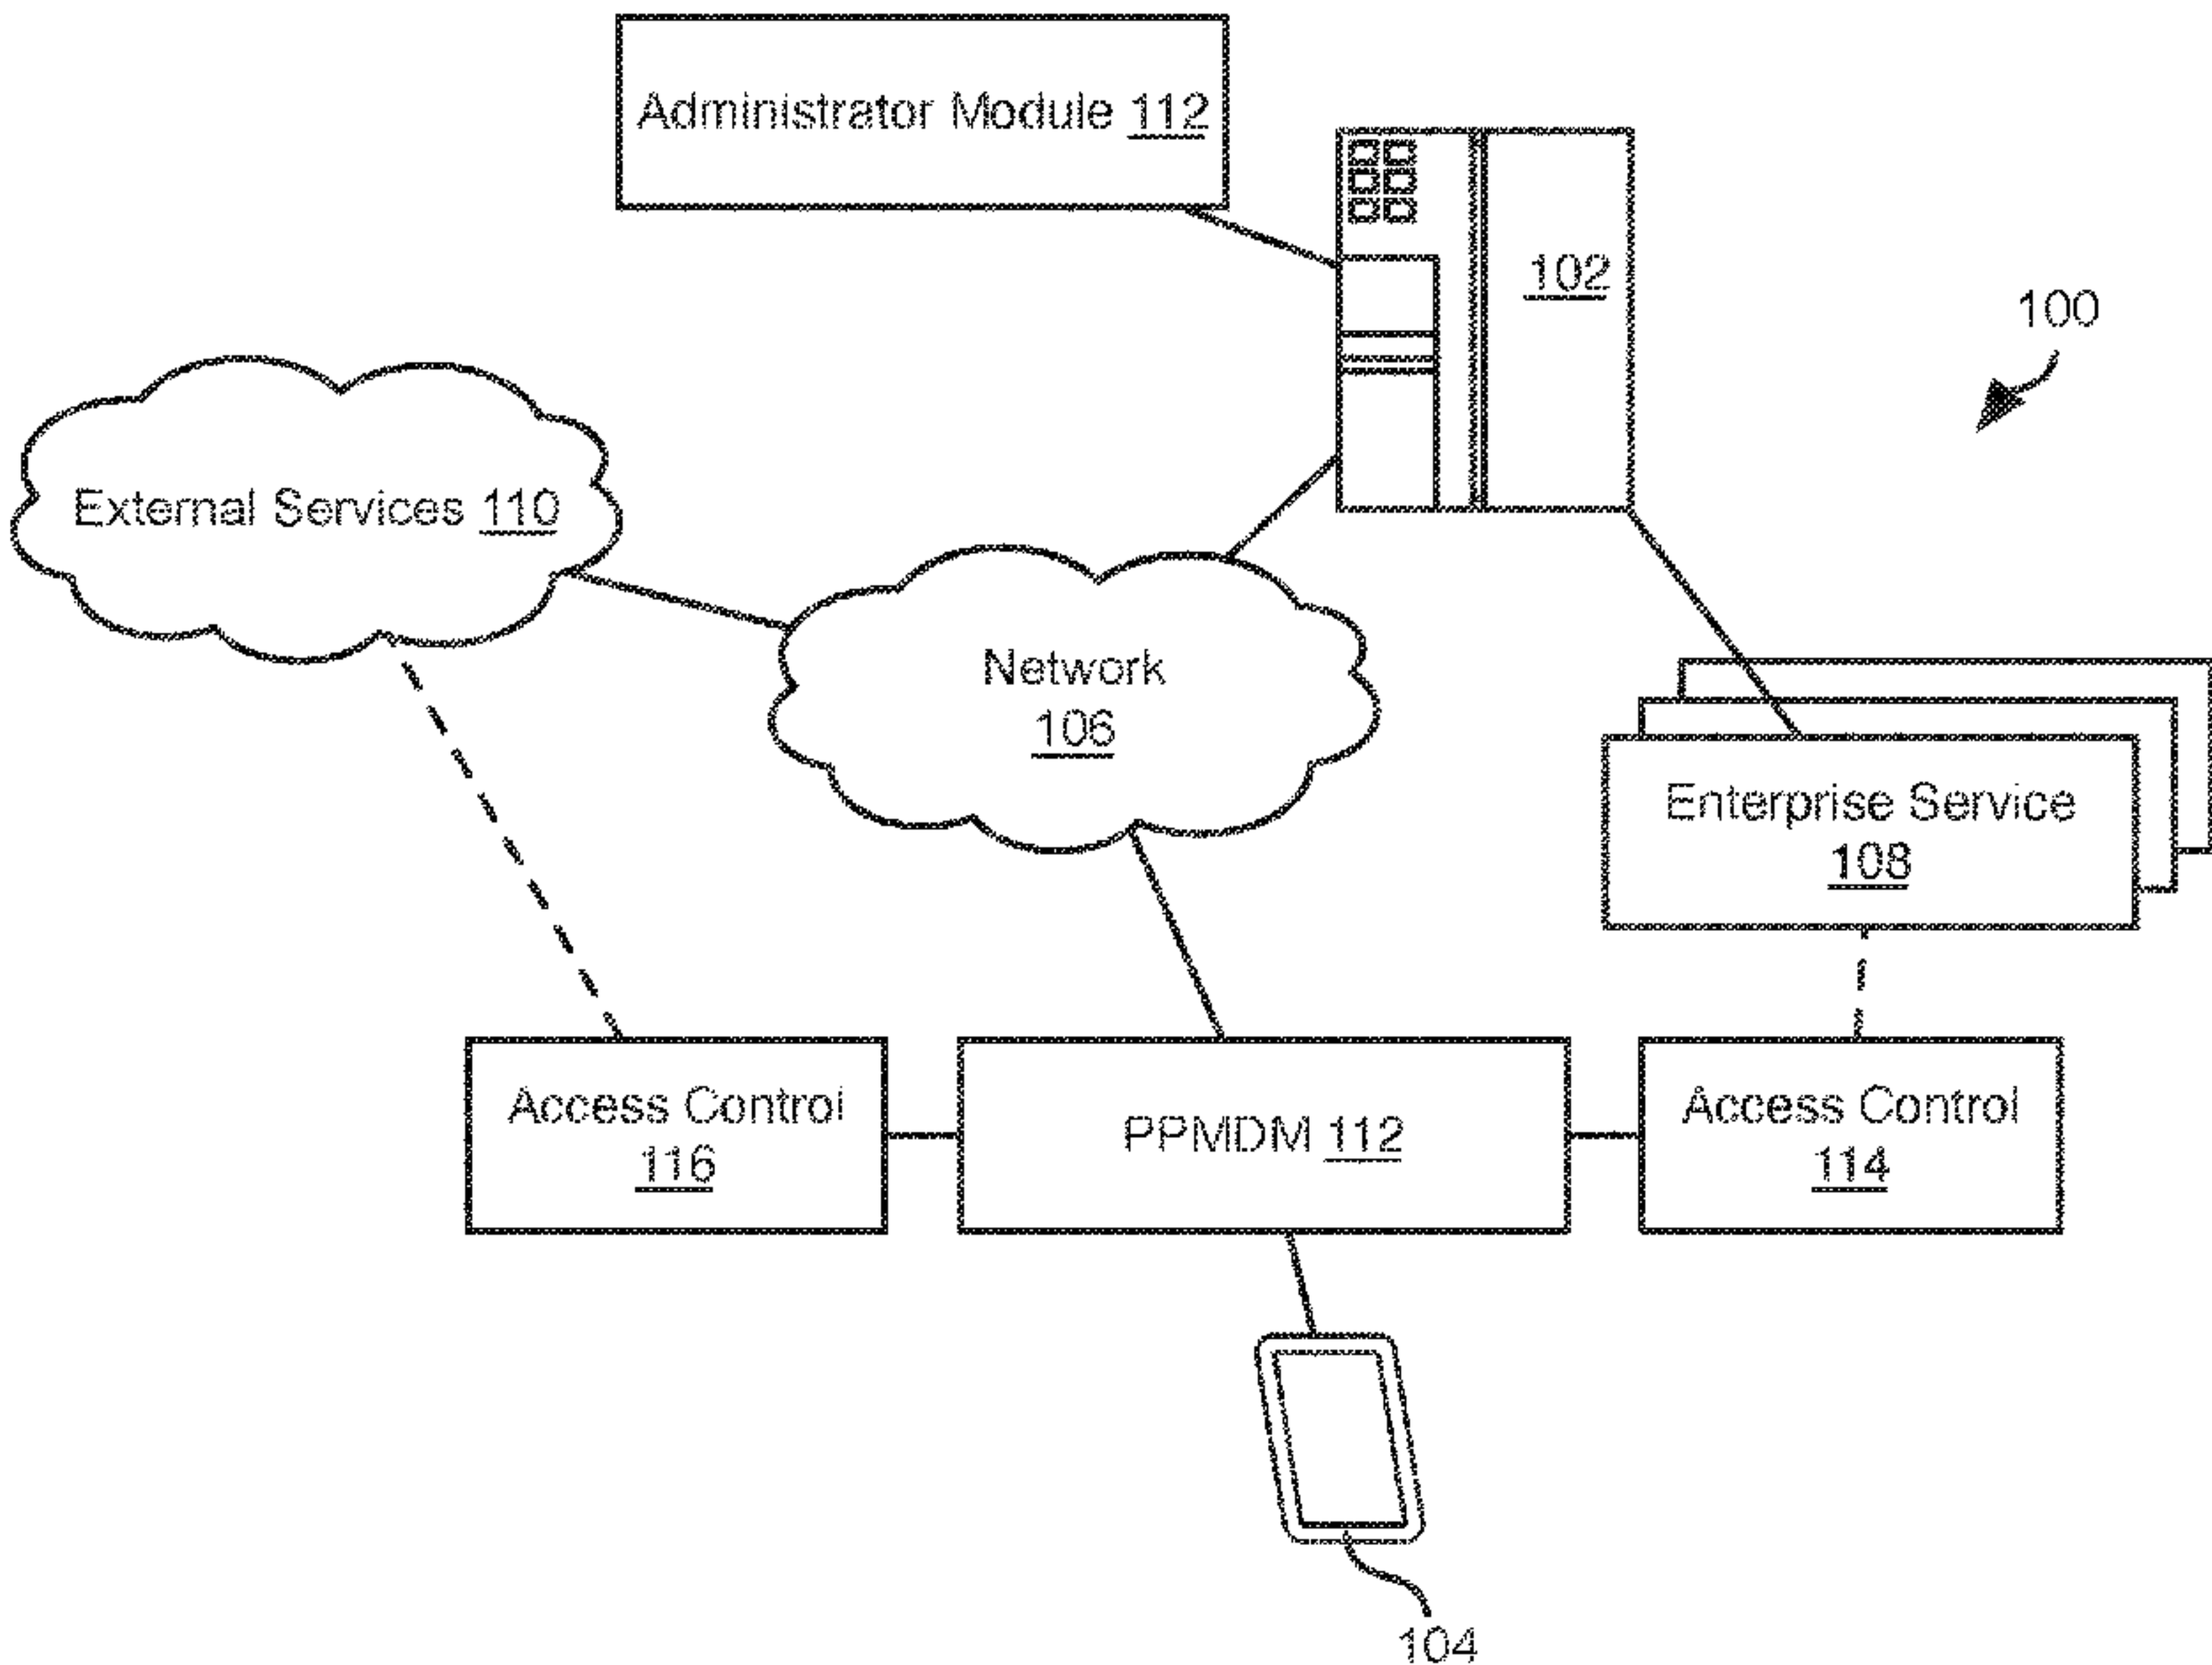 Administrator Module 112
102
100
External Services 110
Network
106
Enterprise Service
108
Access Control
116
PPMDM 112
Access Control
114
104